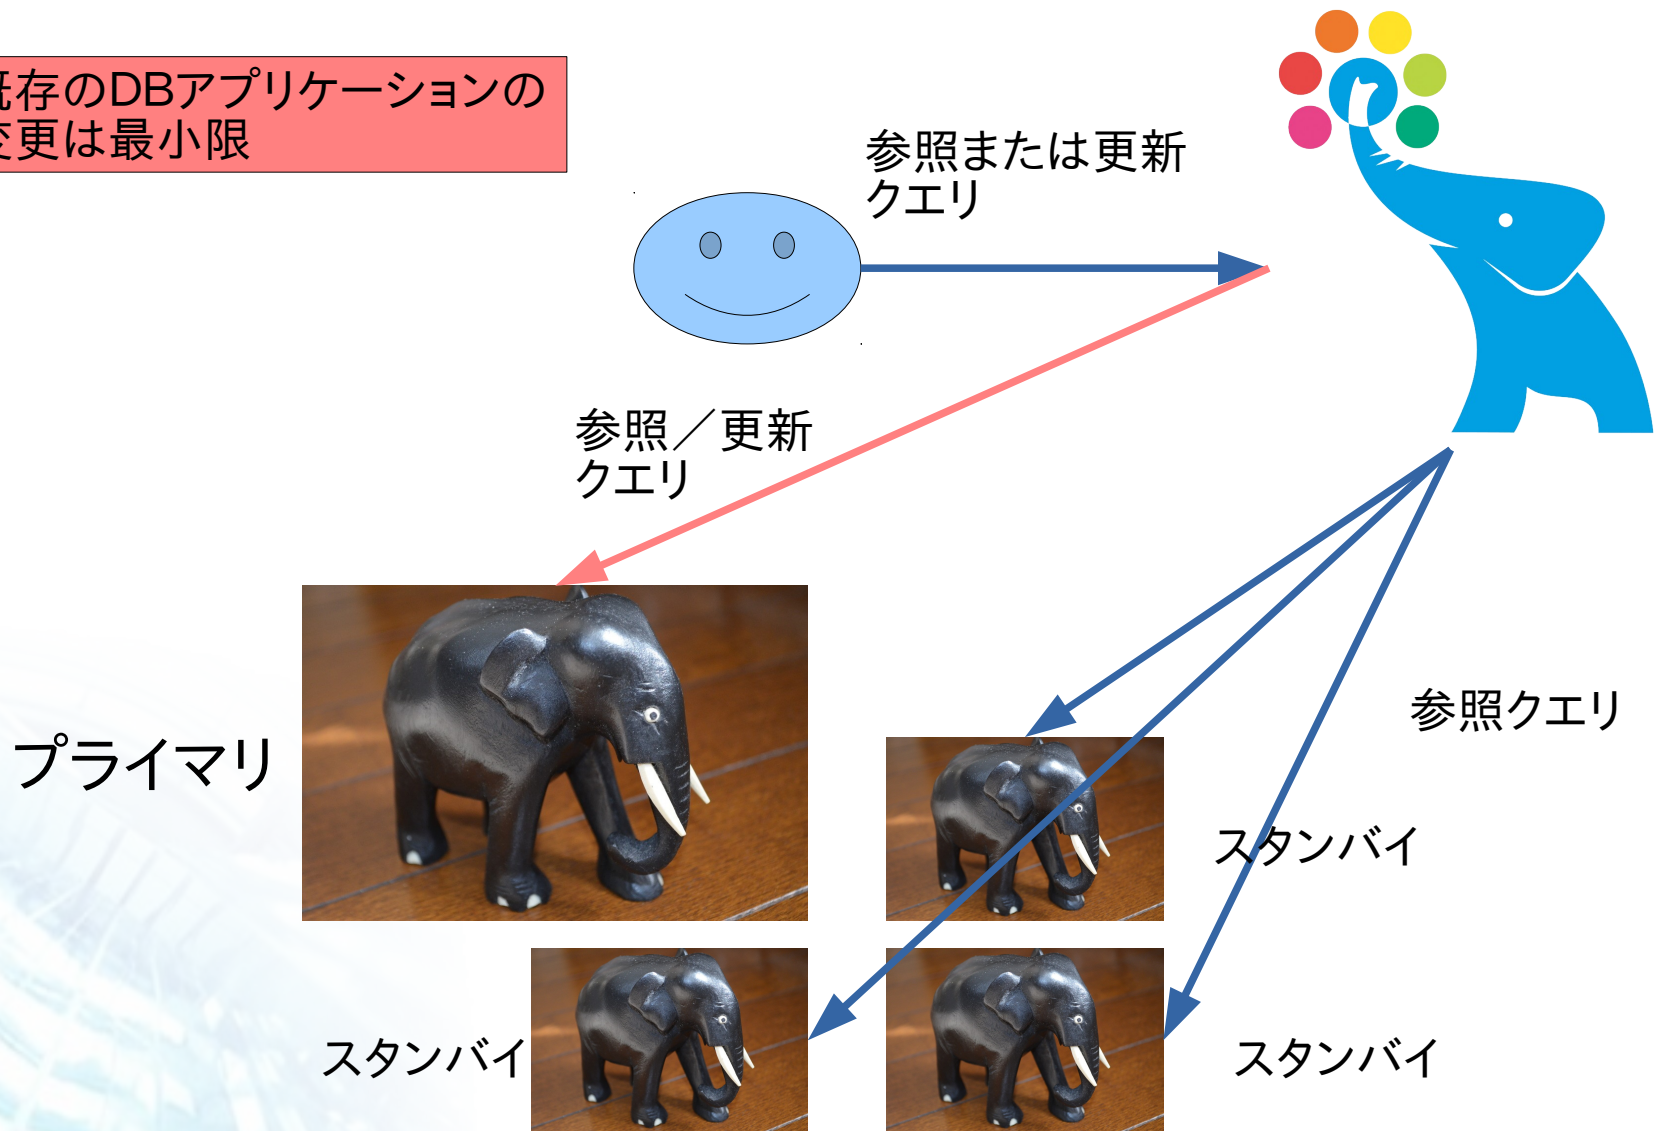 既存のDBアプリケーションの
変更は最小限
参照または更新
クエリ
参照／更新
クエリ
参照クエリ
プライマリ
スタンバイ
スタンバイ
スタンバイ